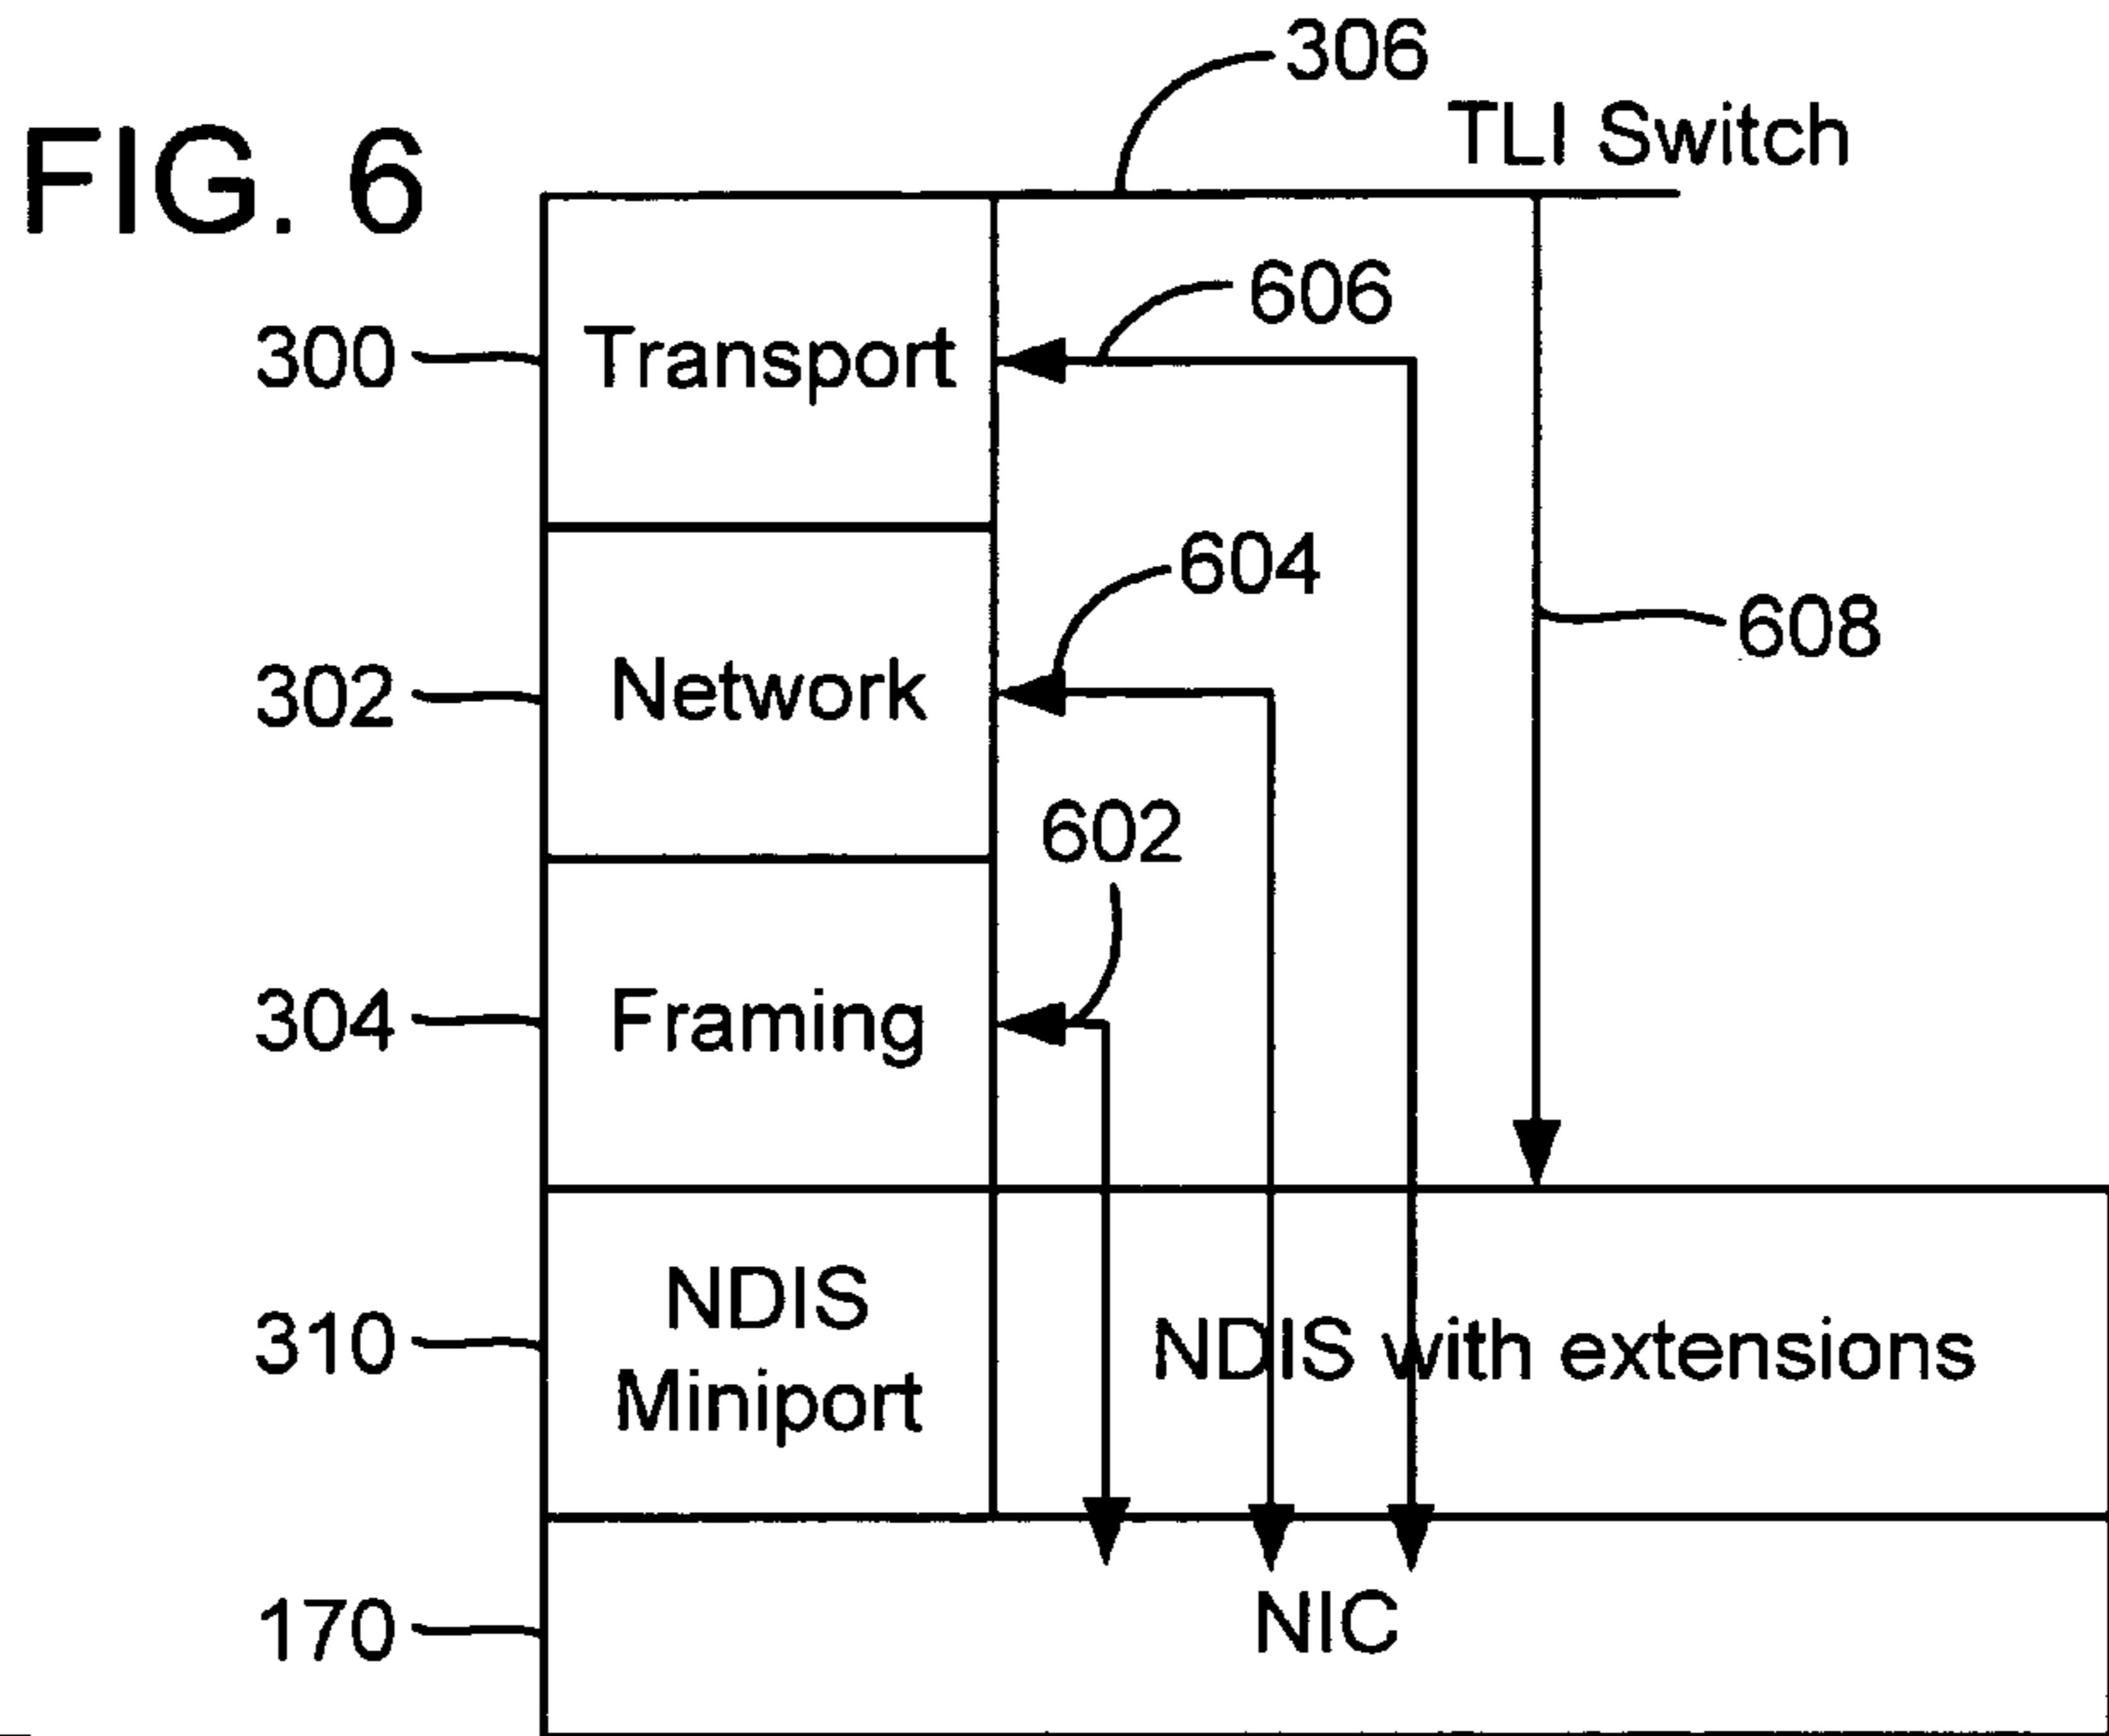 306
TLI Switch
FIG. 6
606
300
Transport
604
608
302
Network
602
304
Framing
310
NDIS
Miniport
NDIS with extensions
170
NIC